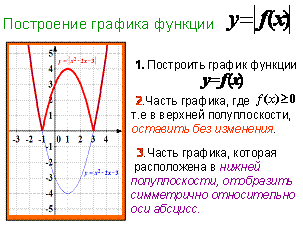 Построение графика функции y=|f(x)|
y=|x²-2x-3|
1. Построить график функции
y=f(x)
2.Часть графика, где f(x)≥0
т.е в верхней полуплоскости,
оставить без изменения.
3.Часть графика, которая
расположена в нижней
полуплоскости, отобразить
симметрично относительно
оси абсцисс.
y=x²-2x-3
5
4
3
2
1
-3 -2 -1 0 1 2 3 4 5
-1
-2
-3
-4